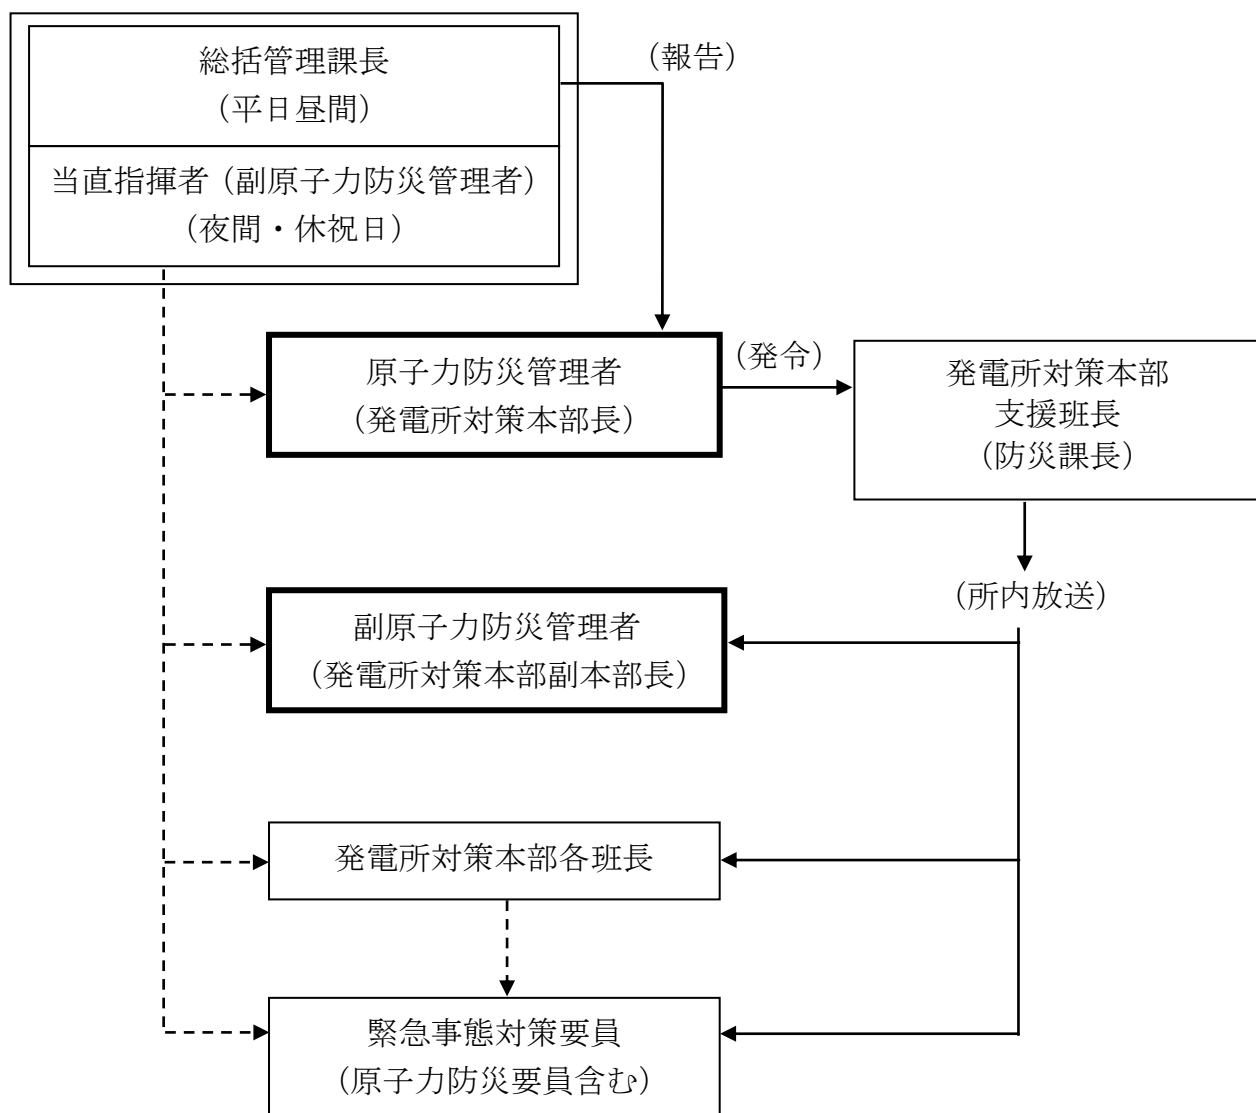 総括管理課長
(平日昼間)
(報告)
当直指揮者(副原子力防災管理者)
(夜間・休祝日)
原子力防災管理者
(発電所対策本部長)
(発令)
発電所対策本部
支援班長
(防災課長)
(所内放送)
副原子力防災管理者
(発電所対策本部副本部長)
発電所対策本部各班長
緊急事態対策要員
(原子力防災要員含む)